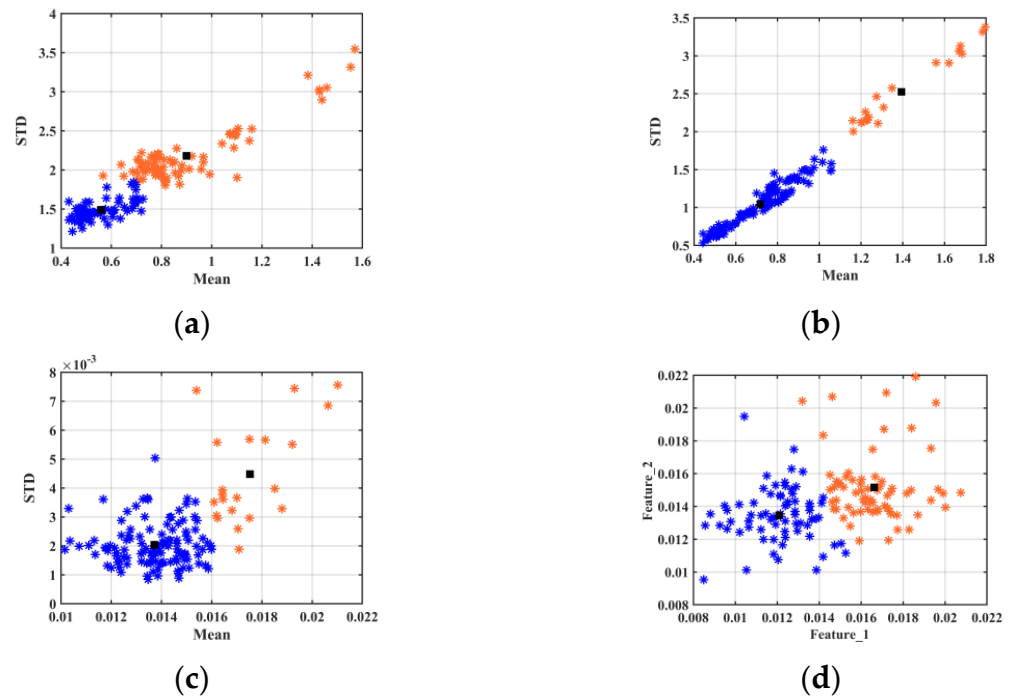 4
3.5
3
2.5
2
1.5
1
STD
0.4 0.6 0.8 1 1.2 1.4 1.6
Mean
(a)
3.5
3
2.5
2
1.5
1
0.5
STD
0.4 0.6 0.8 1 1.2 1.4 1.6 1.8
Mean
(b)
×10-3
8
7
6
5
4
3
2
1
0
STD
0.01 0.012 0.014 0.016 0.018 0.02 0.022
Mean
(c)
0.022
0.02
0.018
0.016
0.014
0.012
0.01
0.008
Feature_2
0.008 0.01 0.012 0.014 0.016 0.018 0.02 0.022
Feature_1
(d)